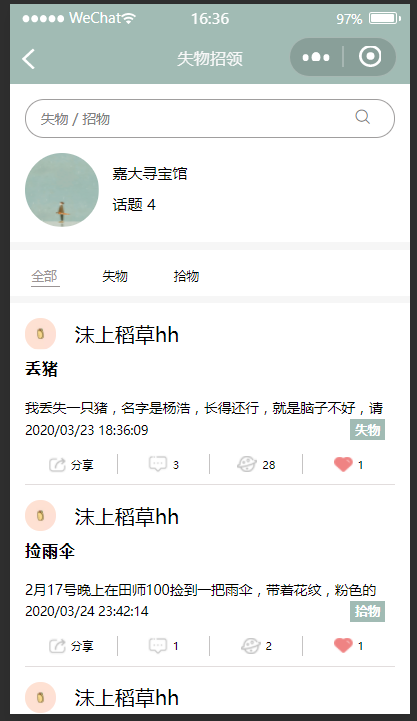 WeChat
16:36
97%
失物招领
失物 / 招物
嘉大寻宝馆
话题 4
全部 失物 拾物
沫上稻草hh
丢猪
我丢失一只猪，名字是杨浩，长得还行，就是脑子不好，请
2020/03/23 18:36:09 失物
分享 3 28 1
沫上稻草hh
捡雨伞
2月17号晚上在田师100捡到一把雨伞，带着花纹，粉色的
2020/03/24 23:42:14 拾物
分享 1 2 1
沫上稻草hh